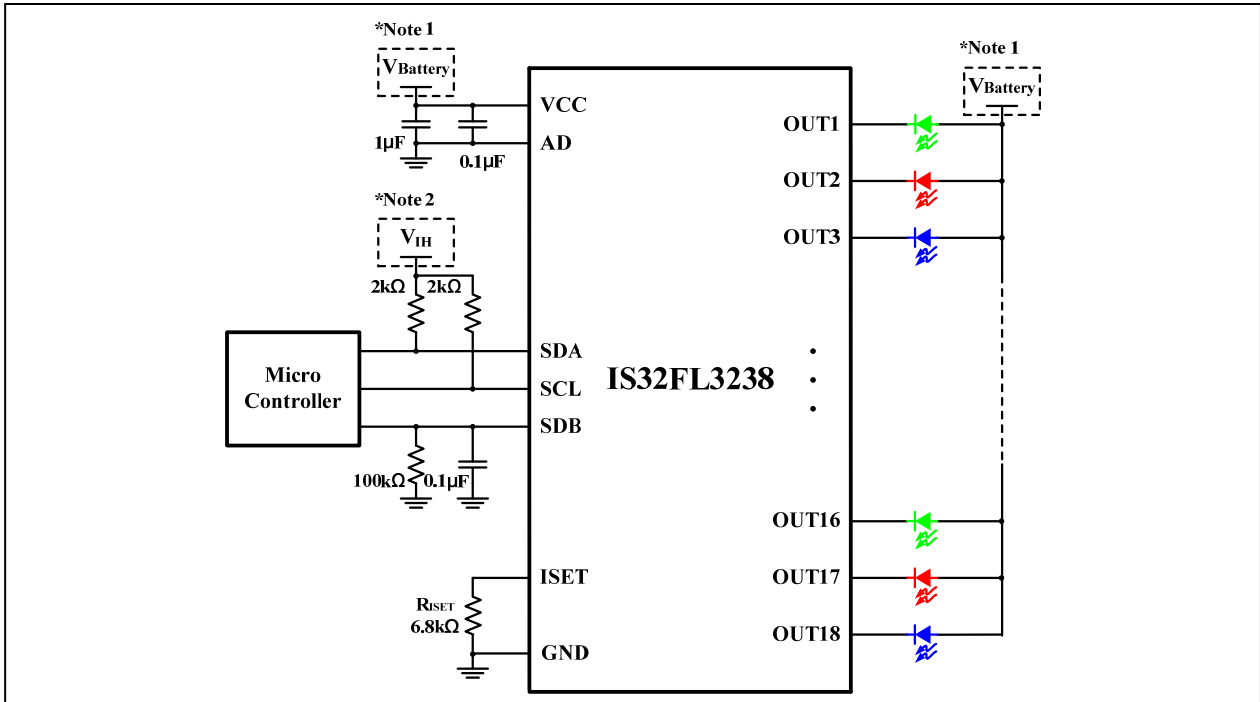 *Note 1
VBattery
VCC
AD
1μF
0.1μF
*Note 2
VIH
2kΩ
2kΩ
Micro
Controller
SDA
SCL
SDB
100kΩ
0.1μF
ISET
RISET
6.8kΩ
GND
IS32FL3238
*Note 1
VBattery
OUT1
OUT2
OUT3
OUT16
OUT17
OUT18